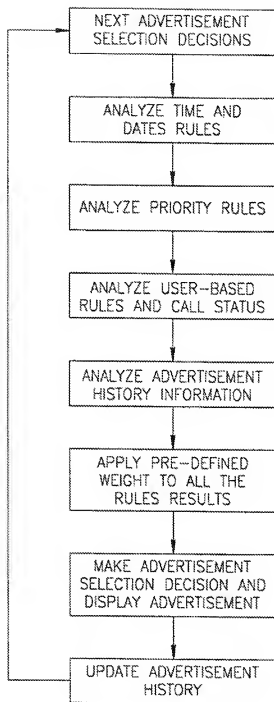 NEXT ADVERTISEMENT
SELECTION DECISIONS
ANALYZE TIME AND
DATES RULES
ANALYZE PRIORITY RULES
ANALYZE USER-BASED
RULES AND CALL STATUS
ANALYZE ADVERTISEMENT
HISTORY INFORMATION
APPLY PRE-DEFINED
WEIGHT TO ALL THE
RULES RESULTS
MAKE ADVERTISEMENT
SELECTION DECISION AND
DISPLAY ADVERTISEMENT
UPDATE ADVERTISEMENT
HISTORY